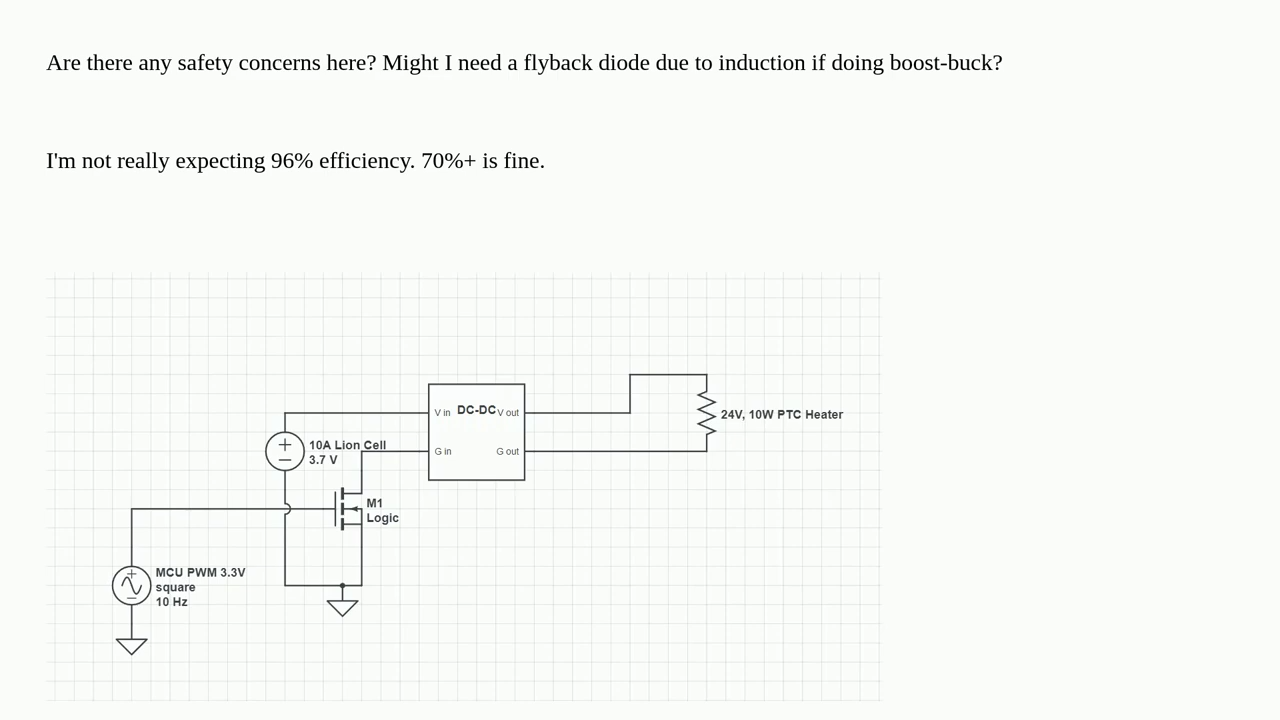 Are there any safety concerns here? Might I need a flyback diode due to induction if doing boost-buck?
I'm not really expecting 96% efficiency. 70%+ is fine.
V in DC-DC V out
24V, 10W PTC Heater
10A Lion Cell
3.7 V
G in G out
M1
Logic
MCU PWM 3.3V
square
10 Hz